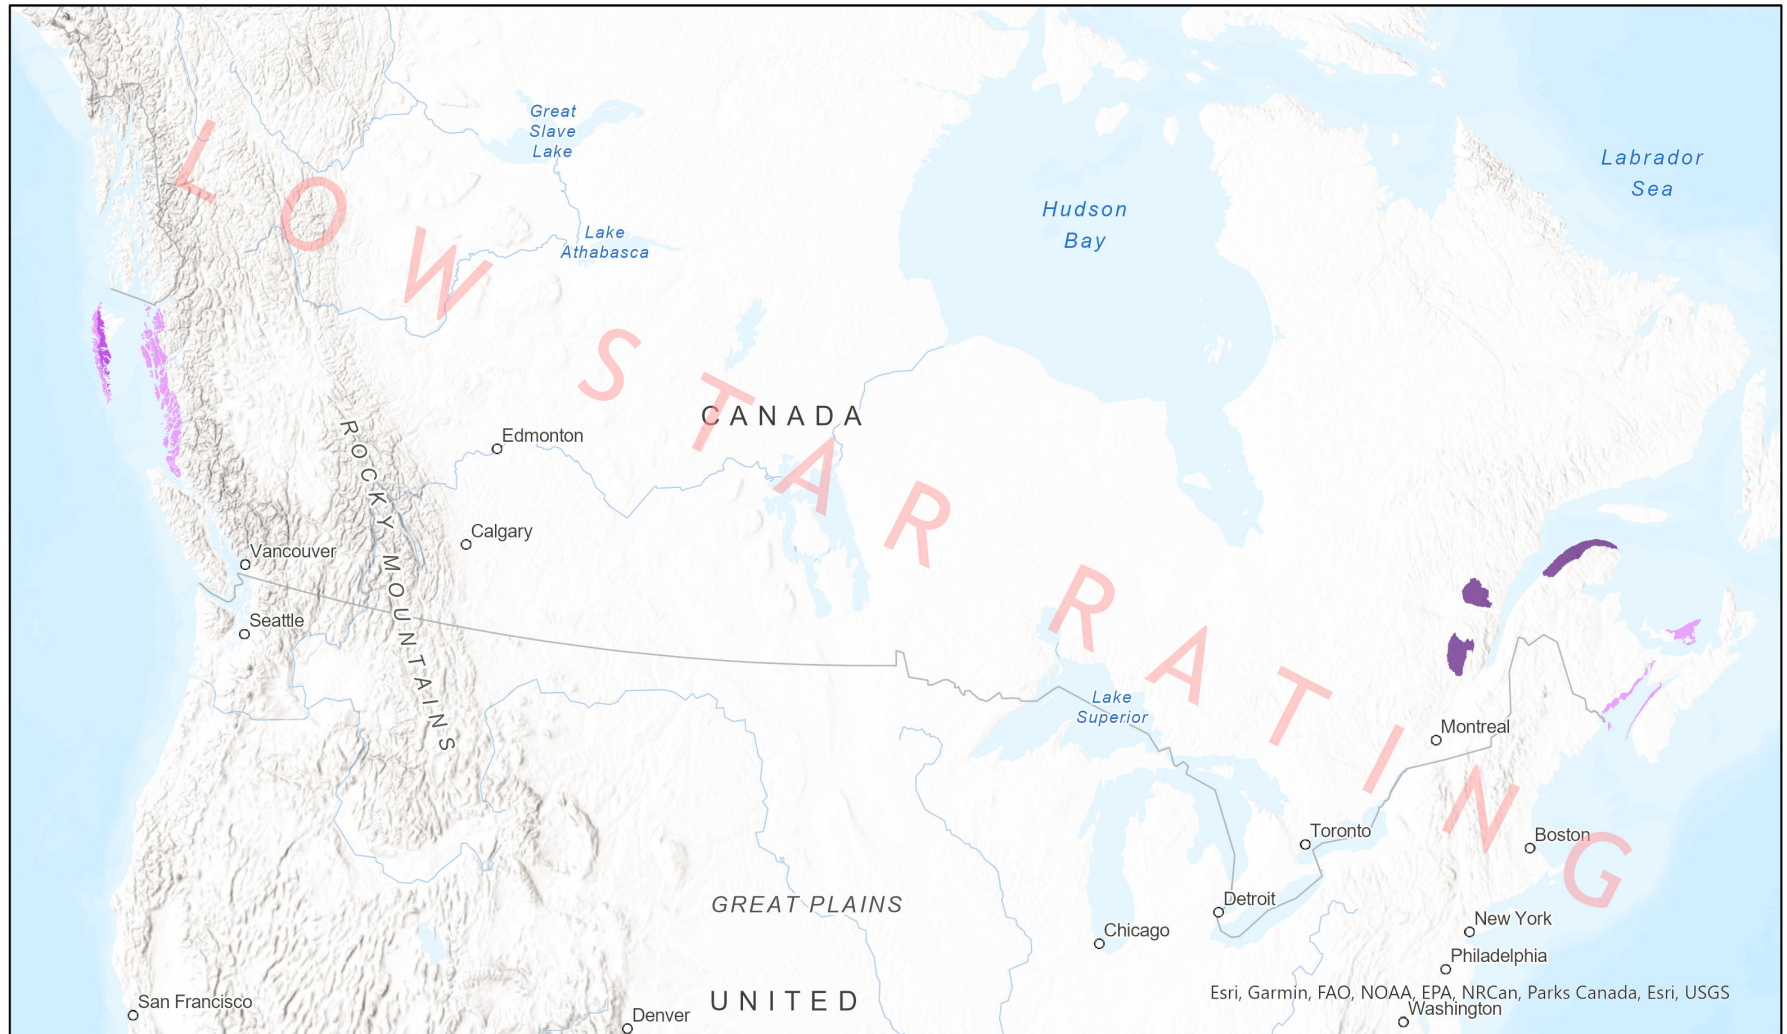 LOW STAR RATING
Great
Slave
Lake
Labrador
Sea
Hudson
Bay
Lake
Athabasca
CANADA
Edmonton
ROCKY MOUNTAINS
Calgary
Vancouver
Seattle
Lake
Superior
Montreal
Toronto
Boston
GREAT PLAINS
Detroit
Chicago
New York
Philadelphia
Esri, Garmin, FAO, NOAA, EPA, NRCan, Parks Canada, Esri, USGS
San Francisco
UNITED
Washington
Denver